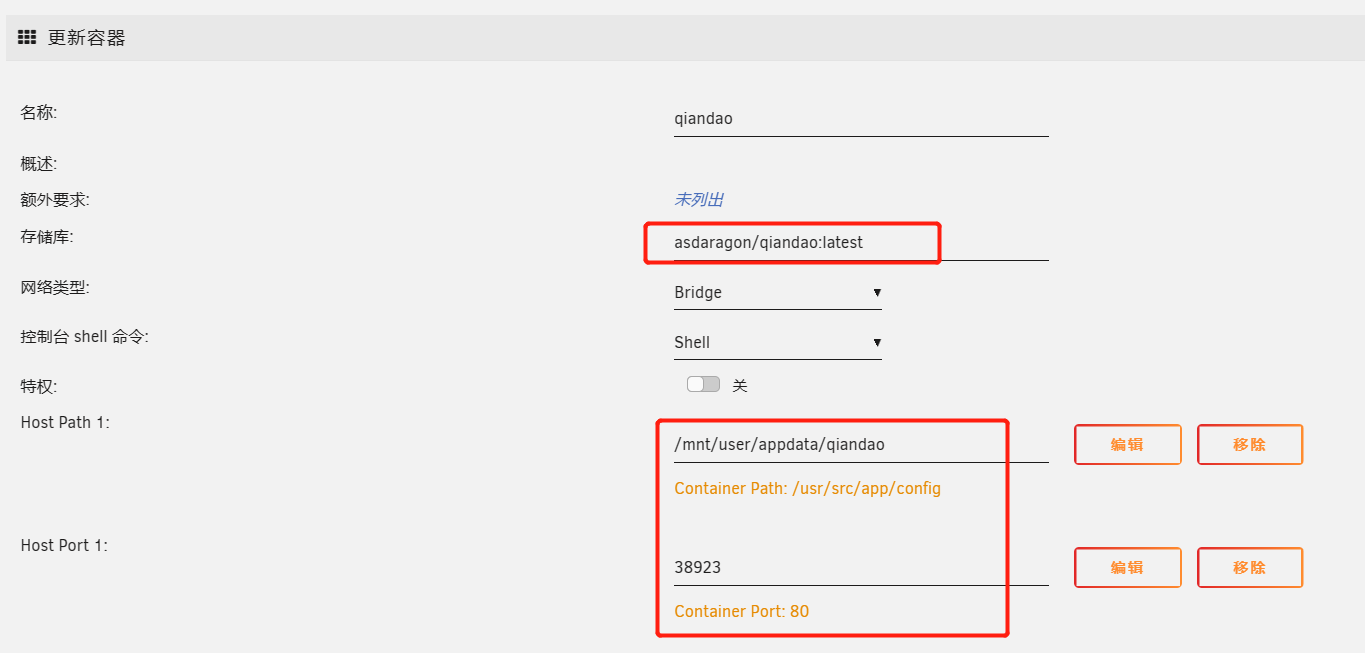 更新容器
名称:
qiandao
概述:
额外要求:
未列出
存储库:
asdaragon/qiandao:latest
网络类型:
Bridge
控制台 shell 命令:
Shell
特权:
关
Host Path 1:
/mnt/user/appdata/qiandao
编辑
移除
Container Path: /usr/src/app/config
Host Port 1:
38923
编辑
移除
Container Port: 80